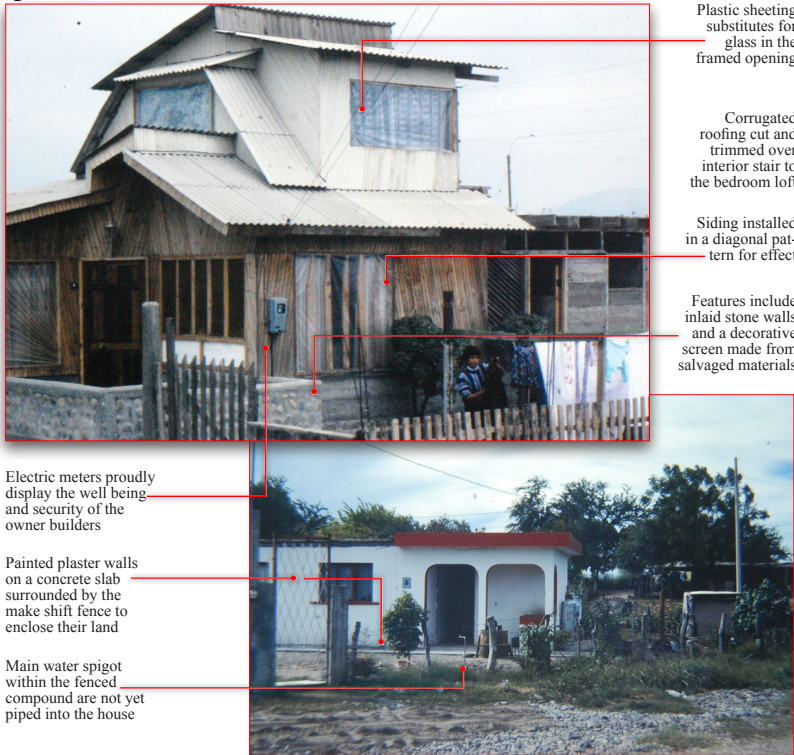 Plastic sheeting
substitutes for
glass in the
framed opening
Corrugated
roofing cut and
trimmed over
interior stair to
the bedroom loft
Siding installed
in a diagonal pat-
tern for effect
Features include
inlaid stone walls
and a decorative
screen made from
salvaged materials
Electric meters proudly
display the well being
and security of the
owner builders
Painted plaster walls
on a concrete slab
surrounded by the
make shift fence to
enclose their land
Main water spigot
within the fenced
compound are not yet
piped into the house